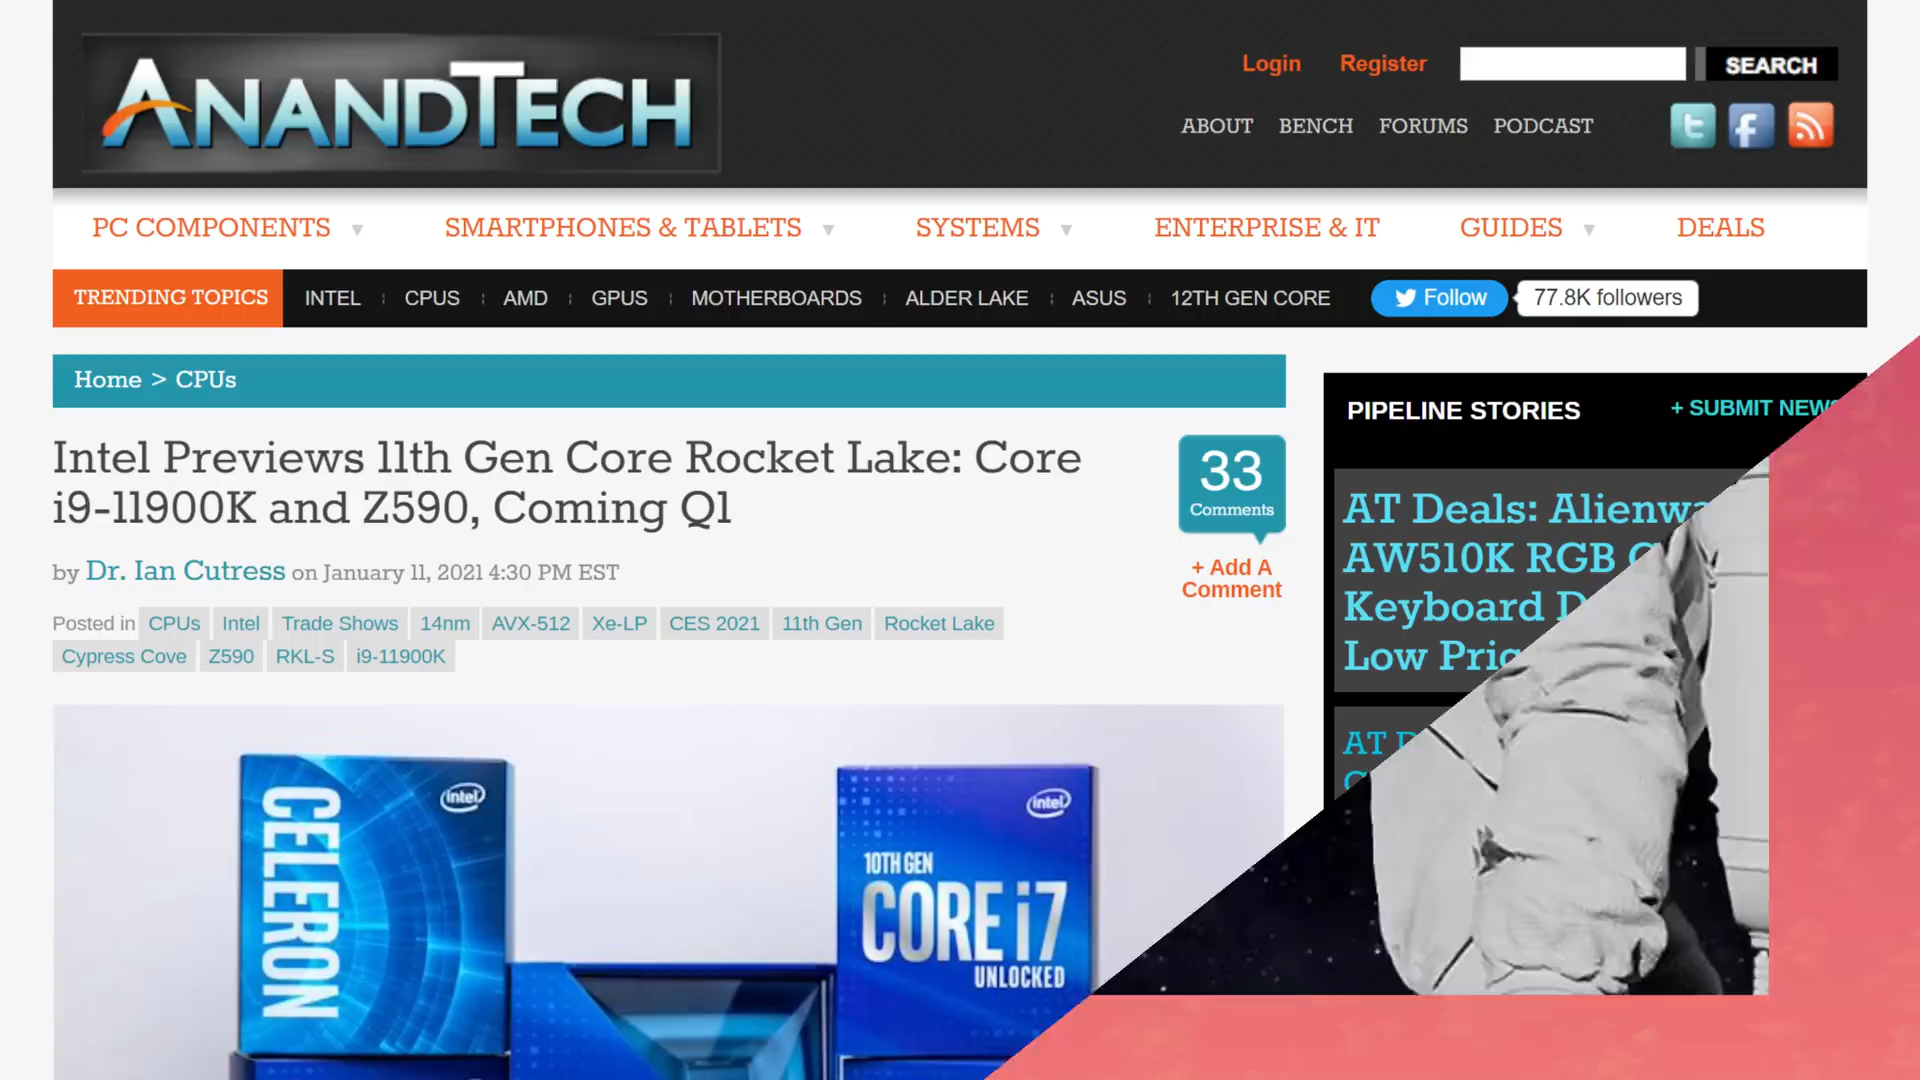 ANANDTECH
Login Register SEARCH
ABOUT BENCH FORUMS PODCAST
PC COMPONENTS SMARTPHONES & TABLETS SYSTEMS ENTERPRISE & IT GUIDES DEALS
TRENDING TOPICS INTEL CPUS AMD GPUS MOTHERBOARDS ALDER LAKE ASUS 12TH GEN CORE Follow 77.8K followers
Home > CPUs
Intel Previews 11th Gen Core Rocket Lake: Core
i9-11900K and Z590, Coming Q1
33
Comments
+ Add A
Comment
by Dr. Ian Cutress on January 11, 2021 4:30 PM EST
Posted in CPUs Intel Trade Shows 14nm AVX-512 Xe-LP CES 2021 11th Gen Rocket Lake
Cypress Cove Z590 RKL-S i9-11900K
CELERON
intel
intel
10TH GEN
CORE i7
UNLOCKED
PIPELINE STORIES + SUBMIT NEWS
AT Deals:
AW510K RGB
Keyboard
Low
AT